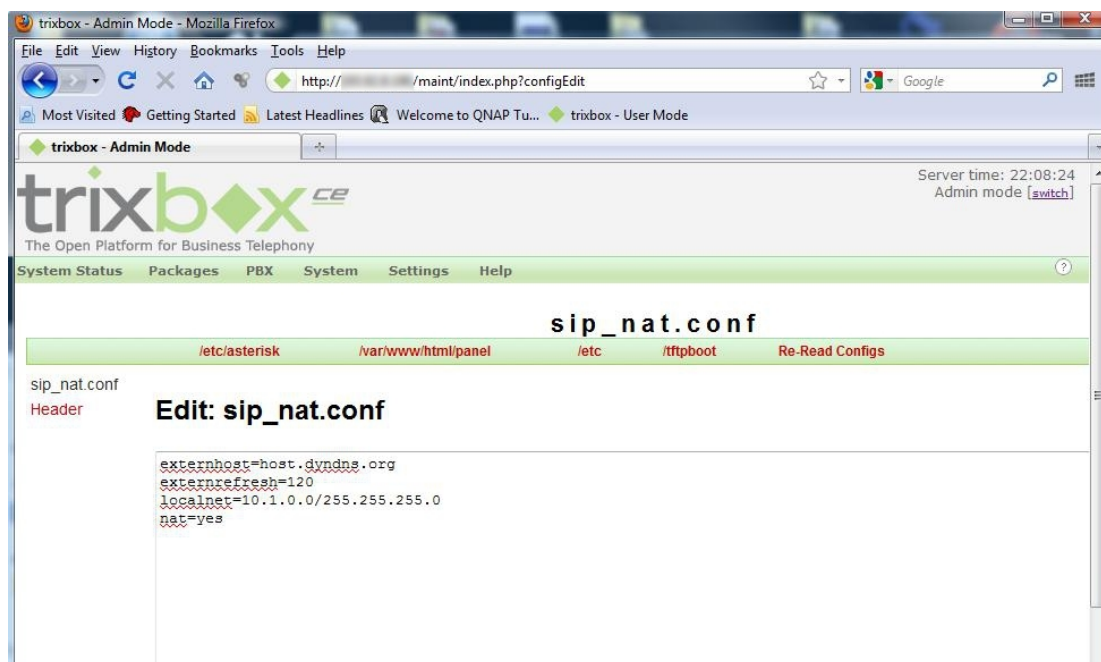 trixbox - Admin Mode - Mozilla Firefox
File Edit View History Bookmarks Tools Help
http:// /maint/index.php?configEdit
Google
Most Visited Getting Started Latest Headlines Welcome to QNAP Tu... trixbox - User Mode
trixbox - Admin Mode
Server time: 22:08:24
Admin mode [switch]
trixbox CE
The Open Platform for Business Telephony
System Status Packages PBX System Settings Help
?
sip_nat.conf
/etc/asterisk /var/www/html/panel /etc /tftpboot Re-Read Configs
sip_nat.conf
Header
Edit: sip_nat.conf
externhost=host.dyndns.org
externrefresh=120
localnet=10.1.0.0/255.255.255.0
nat=yes